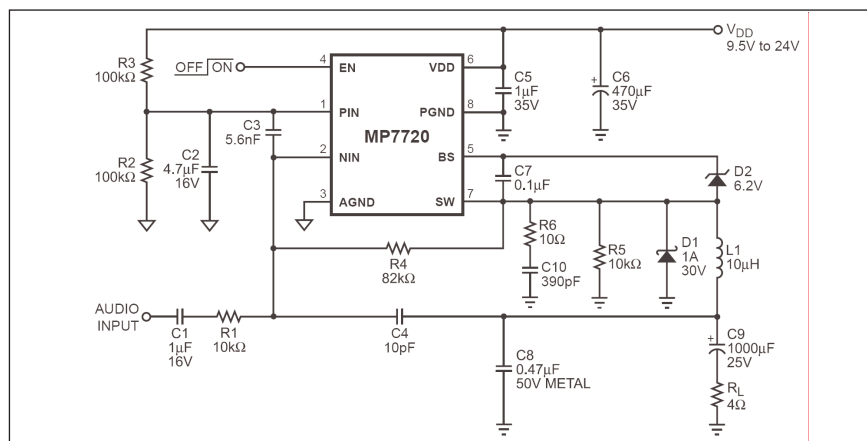 VDD
9.5V to 24V
R3
100kΩ
OFF ON
4
EN
VDD
6
C5
1µF
35V
+
C6
470µF
35V
1
PIN
PGND
8
C3
5.6nF
MP7720
R2
100kΩ
C2
4.7µF
16V
2
NIN
BS
5
C7
0.1µF
D2
6.2V
3
AGND
SW
7
R6
10Ω
R4
82kΩ
C10
390pF
R5
10kΩ
D1
1A
30V
L1
10µH
AUDIO
INPUT
C1
1µF
16V
R1
10kΩ
C4
10pF
C8
0.47µF
50V METAL
+
C9
1000µF
25V
RL
4Ω